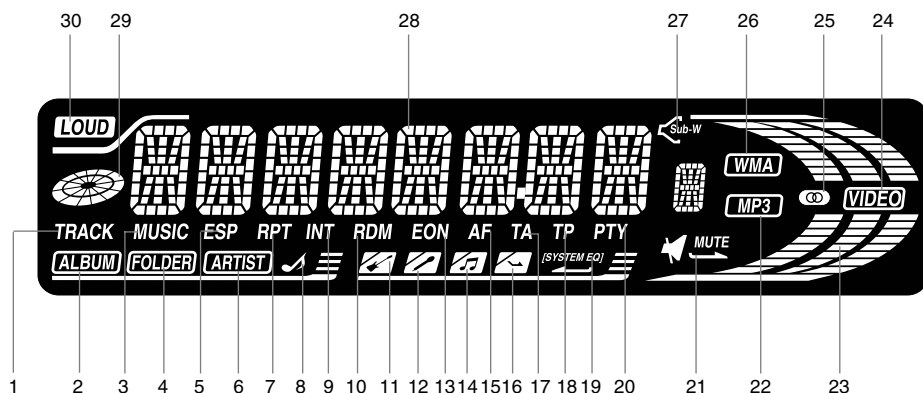 30 29 28 27 26 25 24
LOUD Sub-W
WMA
MP3 VIDEO
TRACK MUSIC ESP RPT INT RDM EON AF TA TP PTY
MUTE
ALBUM FOLDER ARTIST [SYSTEM EQ]
1 2 3 4 5 6 7 8 9 10 11 12 13 14 15 16 17 18 19 20 21 22 23